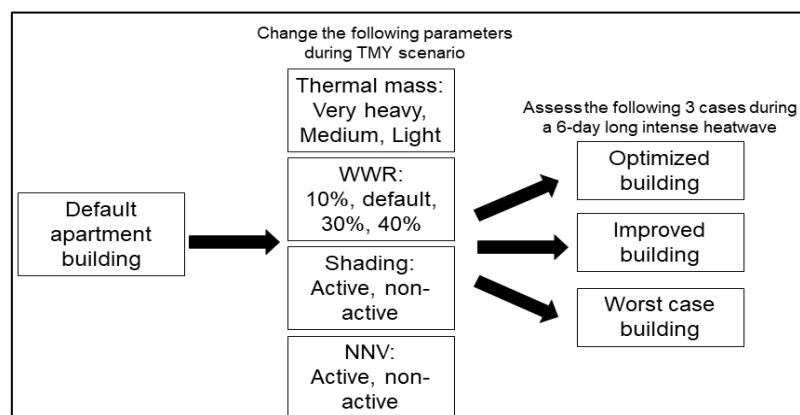 Change the following parameters
during TMY scenario
Thermal mass:
Very heavy,
Medium, Light
WWR:
10%, default,
30%, 40%
Shading:
Active, non-
active
NNV:
Active, non-
active
Default
apartment
building
Assess the following 3 cases during
a 6-day long intense heatwave
Optimized
building
Improved
building
Worst case
building